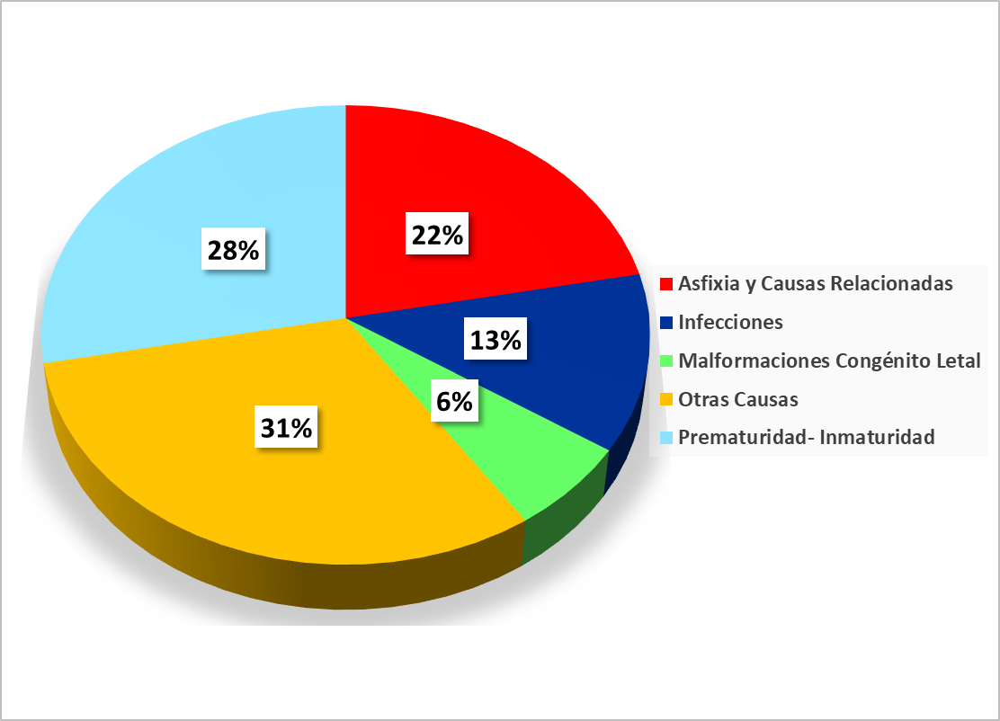 22%
28%
13%
6%
31%
Asfixia y Causas Relacionadas
Infecciones
Malformaciones Congénito Letal
Otras Causas
Prematuridad- Inmaturidad